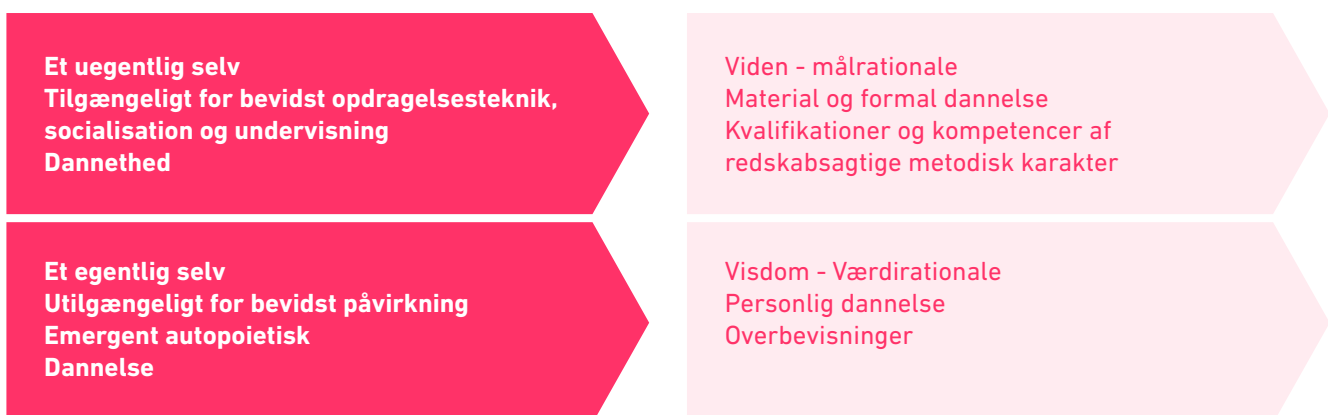 Et uegentlig selv
Tilgængeligt for bevidst opdragelsesteknik,
socialisation og undervisning
Dannethed
Viden - målrationale
Material og formal dannelse
Kvalifikationer og kompetencer af
redskabsagtige metodisk karakter
Et egentlig selv
Utilgængeligt for bevidst påvirkning
Emergent autopoietisk
Dannelse
Visdom - Værdirationale
Personlig dannelse
Overbevisninger